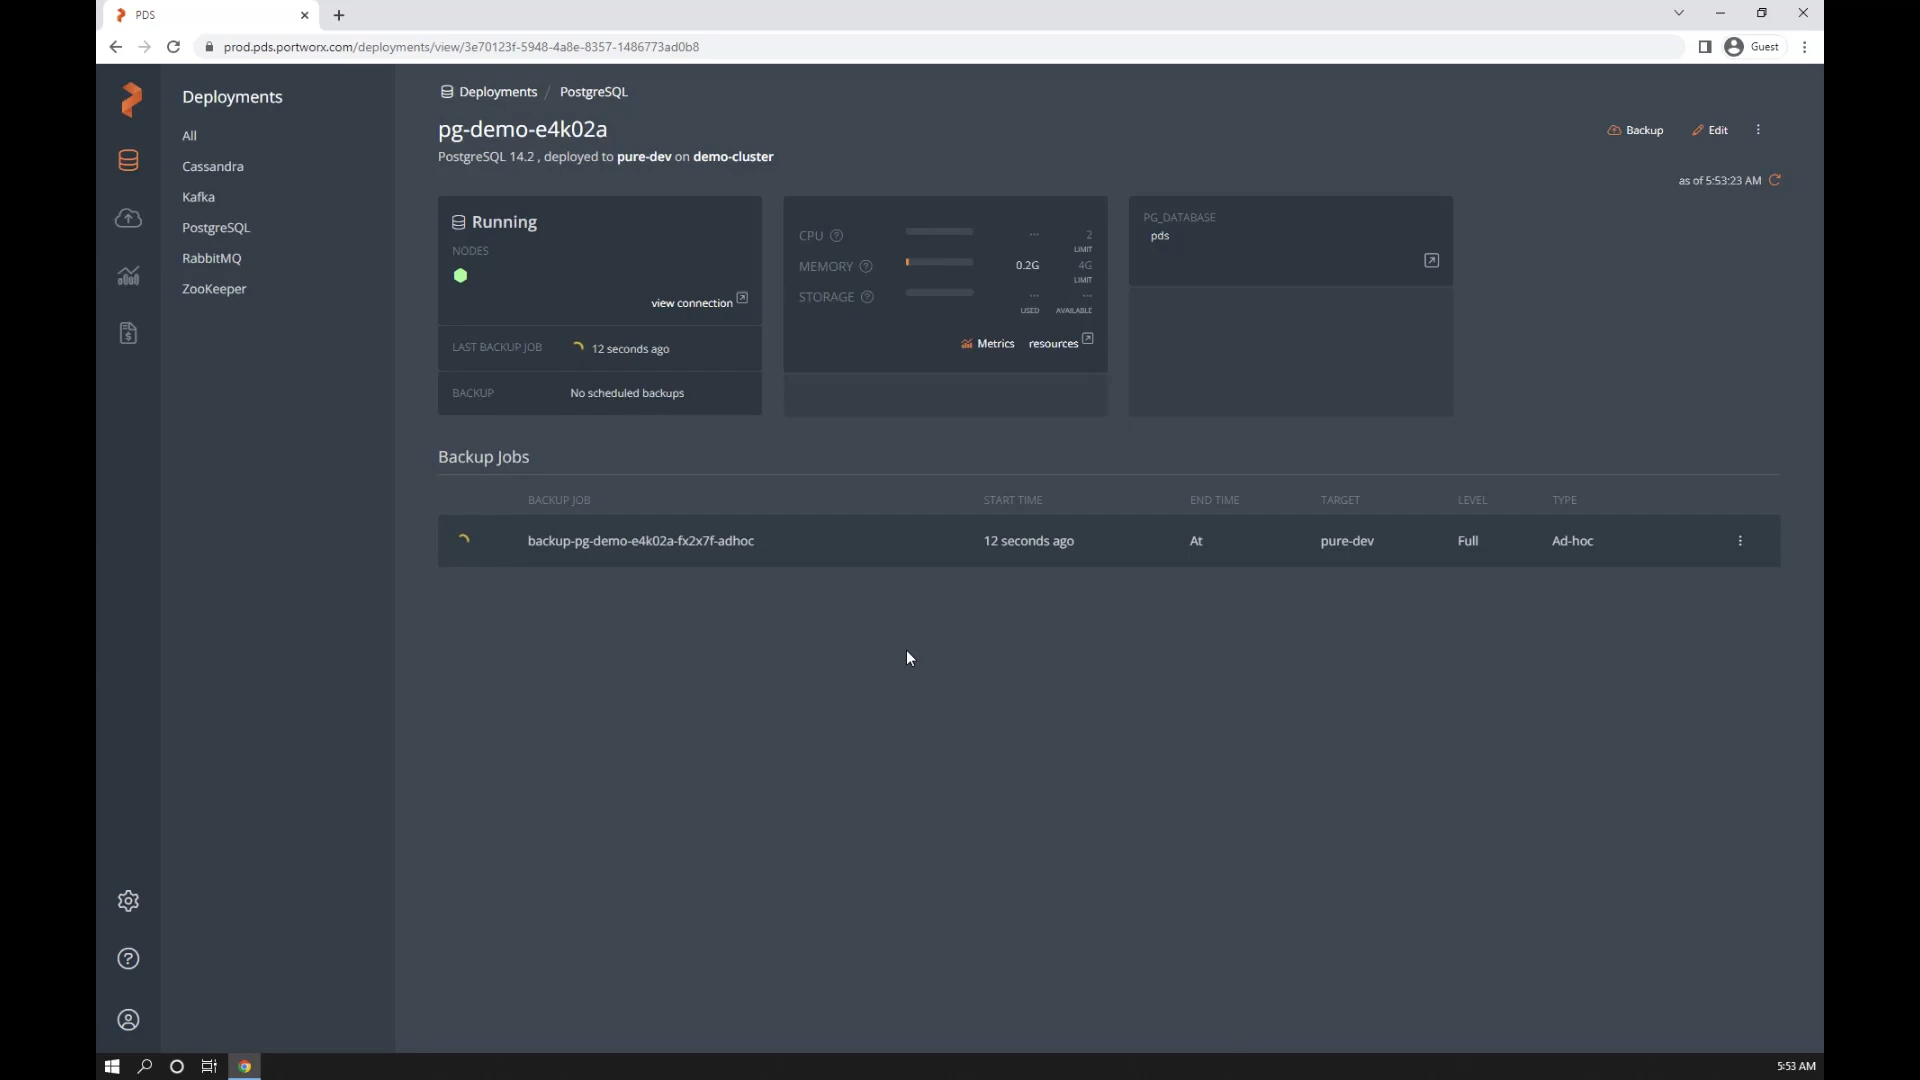 PDS
prod.pds.portworx.com/deployments/view/3e70123f-5948-4a8e-8357-1486773ad0b8
Guest
Deployments
All
Cassandra
Kafka
PostgreSQL
RabbitMQ
ZooKeeper
Deployments / PostgreSQL
pg-demo-e4k02a
PostgreSQL 14.2 , deployed to pure-dev on demo-cluster
Backup
Edit
as of 5:53:23 AM
Running
NODES
view connection
LAST BACKUP JOB 12 seconds ago
BACKUP No scheduled backups
CPU ? --- 2
LIMIT
MEMORY ? 0.2G 4G
LIMIT
STORAGE ? --- ---
USED AVAILABLE
Metrics resources
PG_DATABASE
pds
Backup Jobs
BACKUP JOB START TIME END TIME TARGET LEVEL TYPE
backup-pg-demo-e4k02a-fx2x7f-adhoc 12 seconds ago At pure-dev Full Ad-hoc
5:53 AM